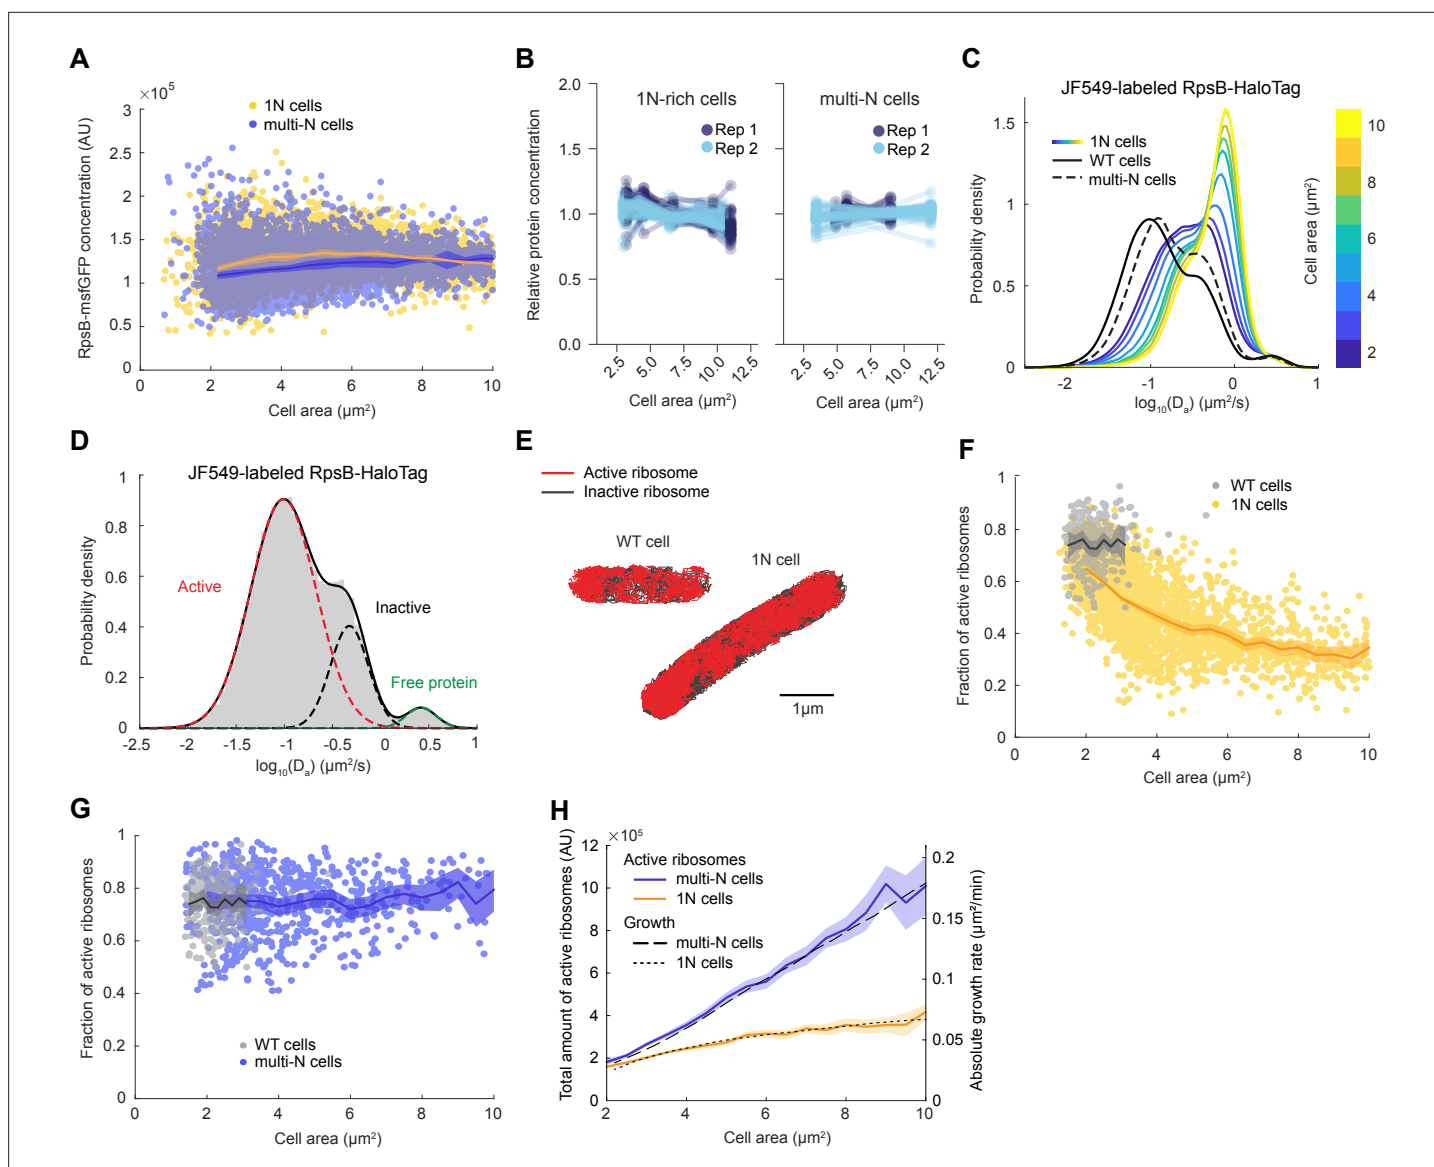 A
×10⁵
1N cells
multi-N cells
RpsB-msfGFP concentration (AU)
3
2.5
2
1.5
1
0.5
0
0 2 4 6 8 10
Cell area (µm²)
B
1N-rich cells
Rep 1
Rep 2
multi-N cells
Rep 1
Rep 2
Relative protein concentration
2.0
1.5
1.0
0.5
0.0
2.5 5.0 7.5 10.0 12.5
2.5 5.0 7.5 10.0 12.5
Cell area (µm²)
Cell area (µm²)
C
JF549-labeled RpsB-HaloTag
1N cells
WT cells
multi-N cells
Probability density
1.5
1
0.5
0
-2 -1 0 1
log₁₀(Dₐ) (µm²/s)
Cell area (µm²)
10
8
6
4
2
D
JF549-labeled RpsB-HaloTag
Active
Inactive
Free protein
Probability density
1
0.8
0.6
0.4
0.2
0
-2.5 -2 -1.5 -1 -0.5 0 0.5 1
log₁₀(Dₐ) (µm²/s)
E
Active ribosome
Inactive ribosome
WT cell
1N cell
1µm
F
WT cells
1N cells
Fraction of active ribosomes
1
0.8
0.6
0.4
0.2
0
0 2 4 6 8 10
Cell area (µm²)
G
Fraction of active ribosomes
1
0.8
0.6
0.4
0.2
0
WT cells
multi-N cells
0 2 4 6 8 10
Cell area (µm²)
H
×10⁵
Active ribosomes
multi-N cells
1N cells
Growth
multi-N cells
1N cells
Total amount of active ribosomes (AU)
12
10
8
6
4
2
0
2 4 6 8 10
Cell area (µm²)
0.2
0.15
0.1
0.05
0
Absolute growth rate (µm²/min)